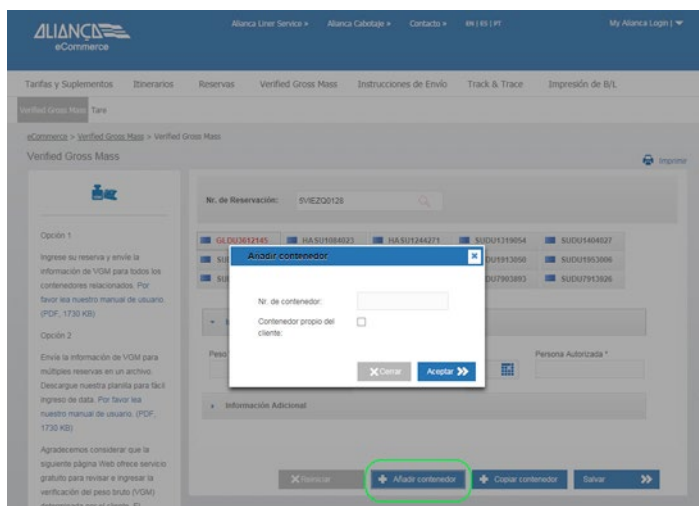 Alianca Liner Service » Alianca Cabotaje » Contacto » EN | ES | PT My Alianca Login |
ALIANÇA
eCommerce
Tarifas y Suplementos Itinerarios Reservas Verified Gross Mass Instrucciones de Envío Track & Trace Impresión de B/L
Verified Gross Mass Tare
eCommerce > Verified Gross Mass > Verified Gross Mass
Verified Gross Mass
Imprimir
Nr. de Reservación: 5VIEZQ0128
Opción 1
Ingrese su reserva y envíe la
información de VGM para todos los
contenedores relacionados. Por
favor lea nuestro manual de usuario.
(PDF, 1730 KB)
Opción 2
Envíe la información de VGM para
múltiples reservas en un archivo.
Descargue nuestra planilla para fácil
ingreso de data. Por favor lea
nuestro manual de usuario. (PDF,
1730 KB)
Agradecemos considerar que la
siguiente página Web ofrece servicio
gratuito para revisar e ingresar la
verificación del peso bruto (VGM)
GLDU3612145 HASU1084023 HASU1244271 SUDU1319054 SUDU1404027
SUDU1913050 SUDU1953006
SUDU7903893 SUDU7913926
Añadir contenedor
Nr. de contenedor:
Contenedor propio del
cliente:
Cerrar Aceptar
Peso
Persona Autorizada *
Información Adicional
Reiniciar Añadir contenedor Copiar contenedor Salvar